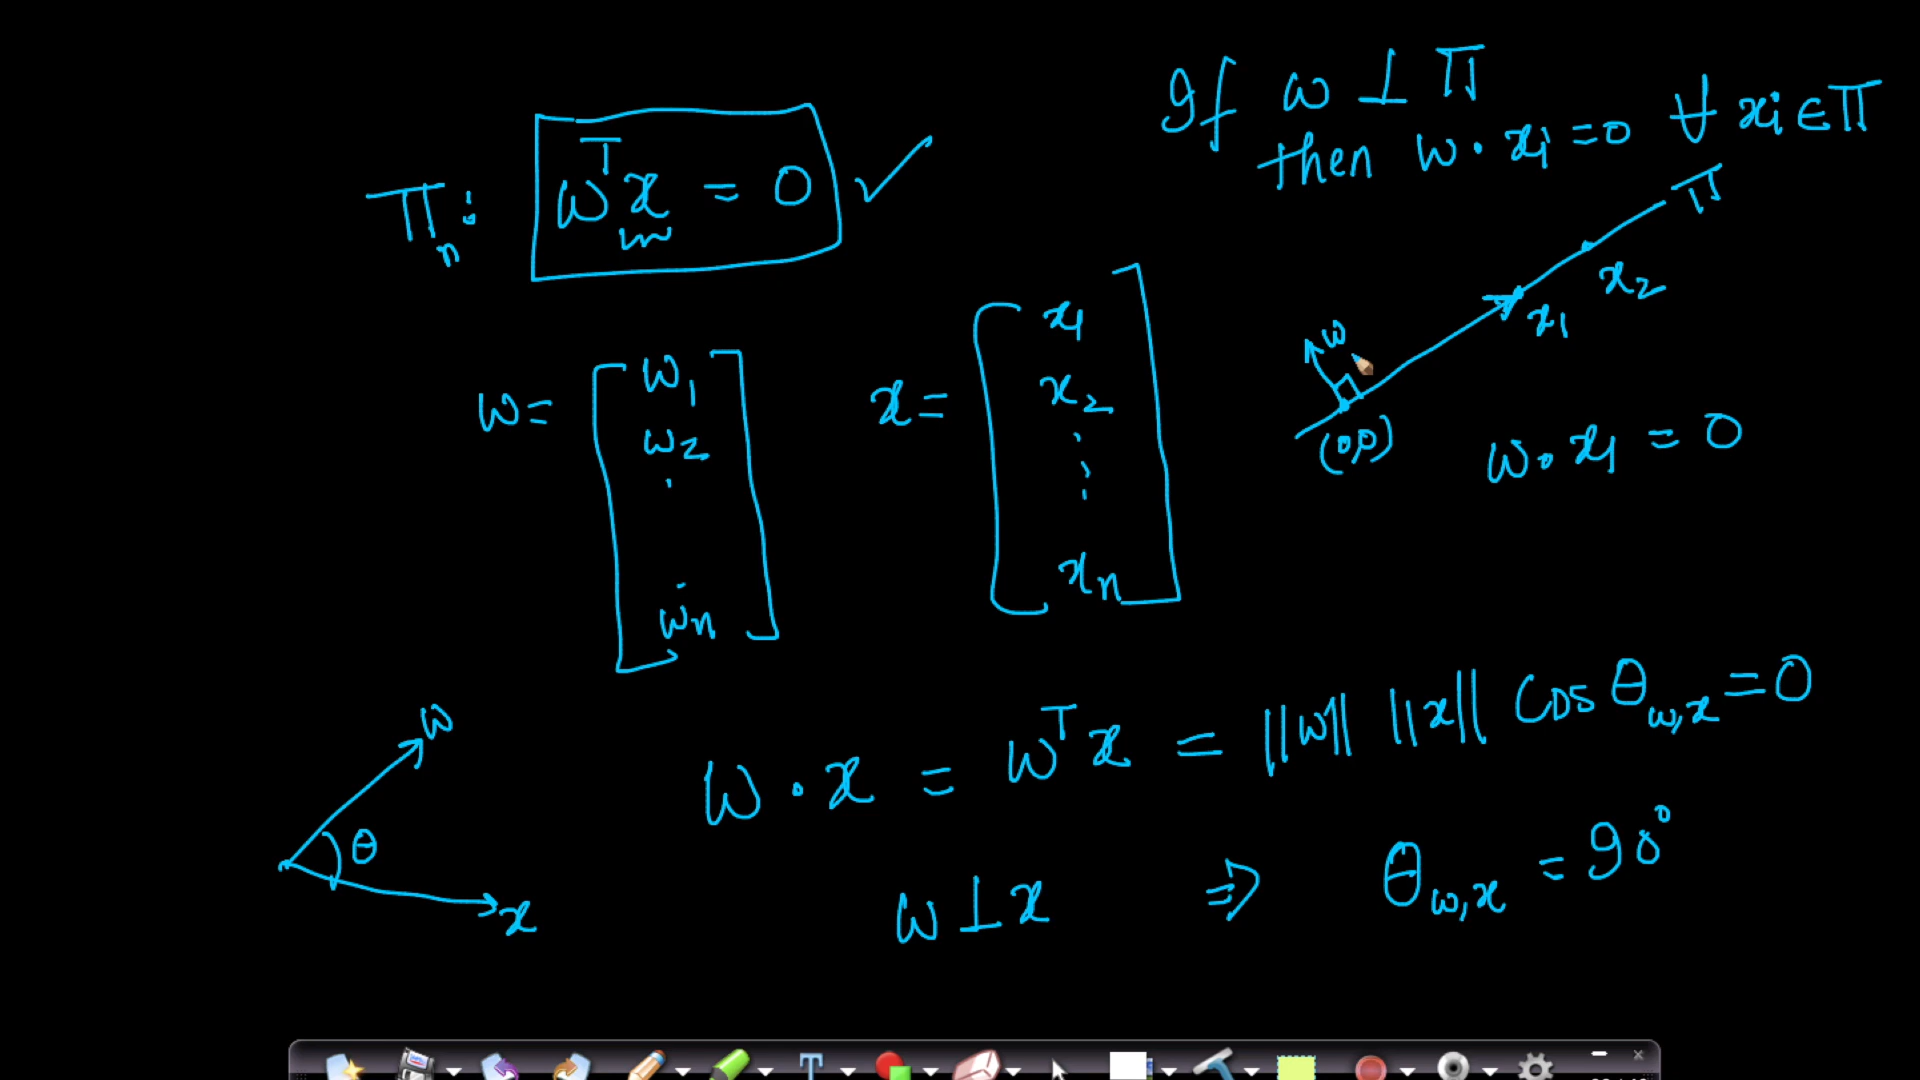 If w ⊥ π
then w · xi = 0 ∀ xi ∈ π
πn: wᵀx = 0 ✓
π
x2
x1
w
(0,0)
w · x1 = 0
w = [w1 w2 . . wn]
x = [x1 x2 ⋮ xn]
w
θ
x
w · x = wᵀx = ||w|| ||x|| cos θw,x = 0
w ⊥ x ⇒ θw,x = 90°
T